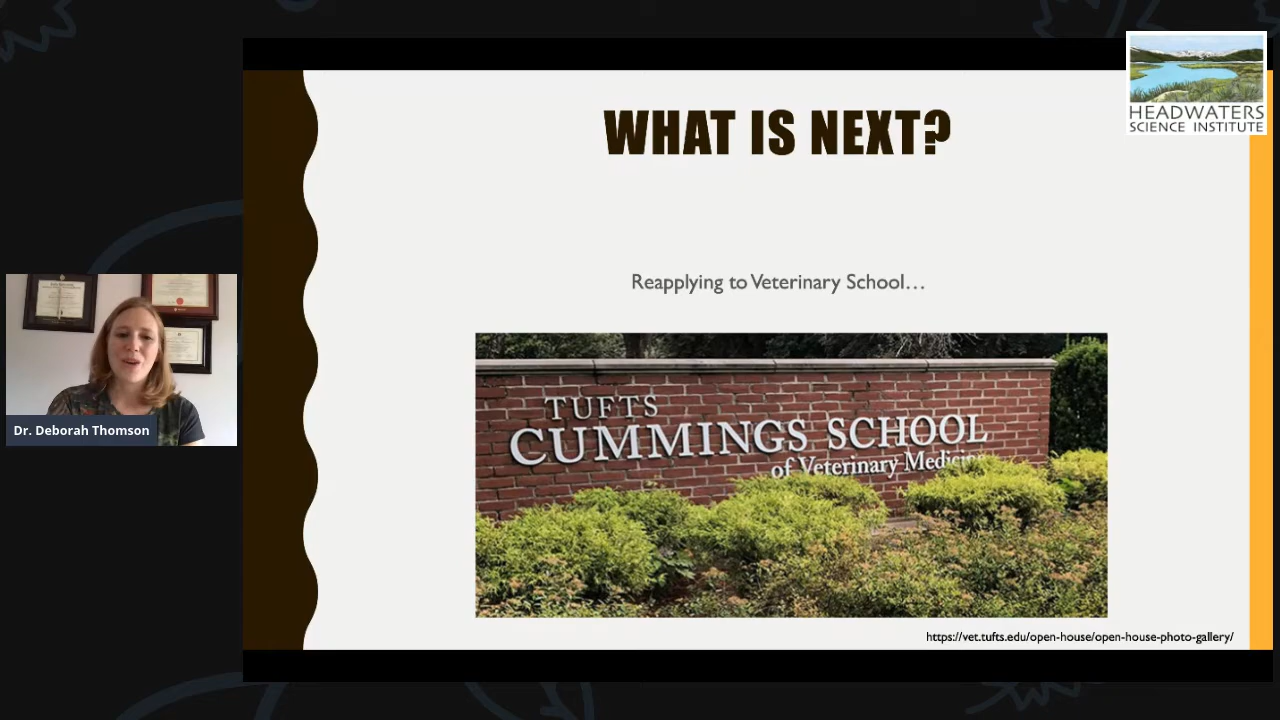 WHAT IS NEXT?
HEADWATERS
SCIENCE INSTITUTE
Reapplying to Veterinary School…
TUFTS
CUMMINGS SCHOOL
of Veterinary Medicine
Dr. Deborah Thomson
https://vet.tufts.edu/open-house/open-house-photo-gallery/